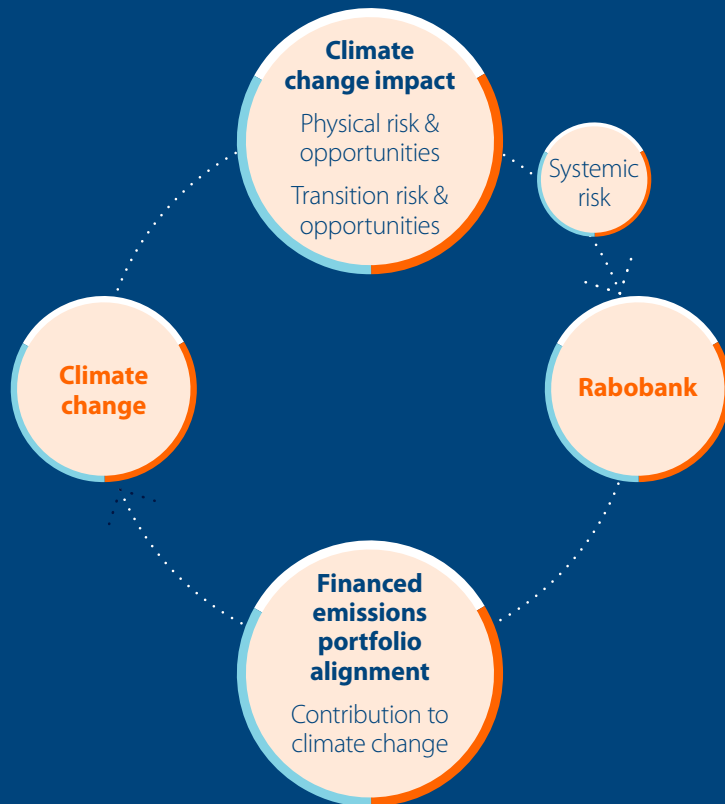 Climate
change impact
Physical risk &
opportunities
Transition risk &
opportunities
Systemic
risk
Climate
change
Rabobank
Financed
emissions
portfolio
alignment
Contribution to
climate change